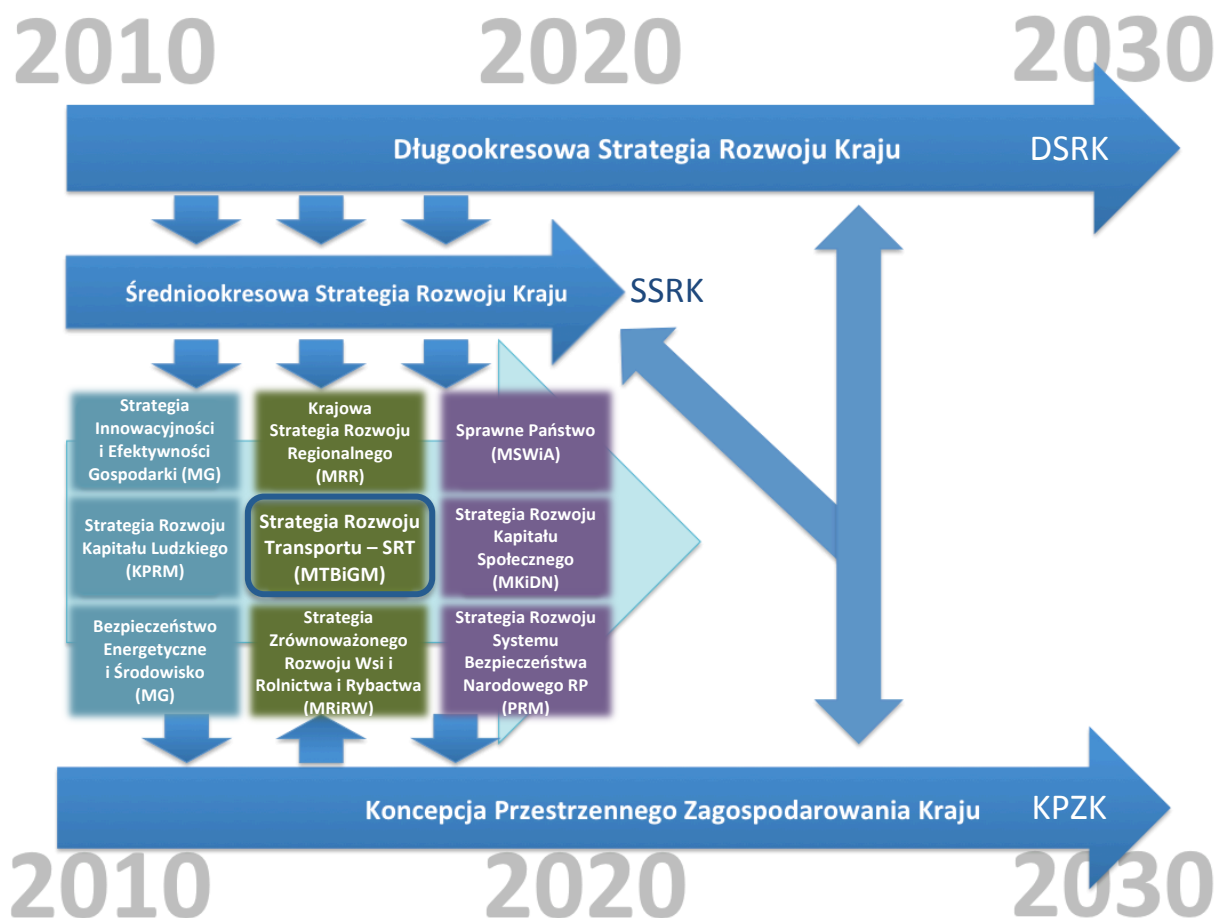 2010 2020 2030
Długookresowa Strategia Rozwoju Kraju DSRK
Średniookresowa Strategia Rozwoju Kraju SSRK
Strategia
Innowacyjności
i Efektywności
Gospodarki (MG)
Krajowa
Strategia Rozwoju
Regionalnego
(MRR)
Sprawne Państwo
(MSWiA)
Strategia Rozwoju
Kapitału Ludzkiego
(KPRM)
Strategia Rozwoju
Transportu – SRT
(MTBiGM)
Strategia Rozwoju
Kapitału
Społecznego
(MKiDN)
Bezpieczeństwo
Energetyczne
i Środowisko
(MG)
Strategia
Zrównoważonego
Rozwoju Wsi i
Rolnictwa i Rybactwa
(MRiRW)
Strategia Rozwoju
Systemu
Bezpieczeństwa
Narodowego RP
(PRM)
Koncepcja Przestrzennego Zagospodarowania Kraju KPZK
2010 2020 2030